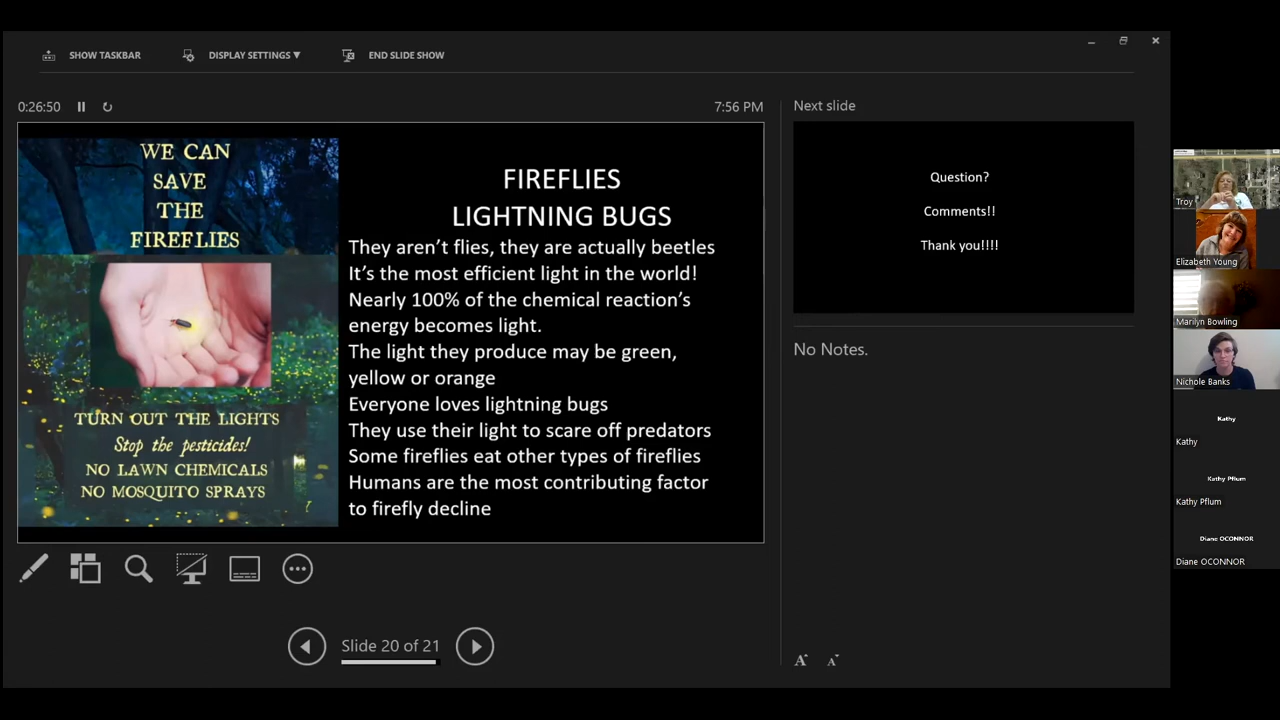 SHOW TASKBAR
DISPLAY SETTINGS ▼
END SLIDE SHOW
0:26:50
7:56 PM
WE CAN
SAVE
THE
FIREFLIES
TURN OUT THE LIGHTS
Stop the pesticides!
NO LAWN CHEMICALS
NO MOSQUITO SPRAYS
FIREFLIES
LIGHTNING BUGS
They aren't flies, they are actually beetles
It's the most efficient light in the world!
Nearly 100% of the chemical reaction's
energy becomes light.
The light they produce may be green,
yellow or orange
Everyone loves lightning bugs
They use their light to scare off predators
Some fireflies eat other types of fireflies
Humans are the most contributing factor
to firefly decline
Slide 20 of 21
Next slide
Question?
Comments!!
Thank you!!!!
No Notes.
A
A
Troy
Elizabeth Young
Marilyn Bowling
Nichole Banks
Kathy
Kathy
Kathy Pflum
Kathy Pflum
Diane OCONNOR
Diane OCONNOR